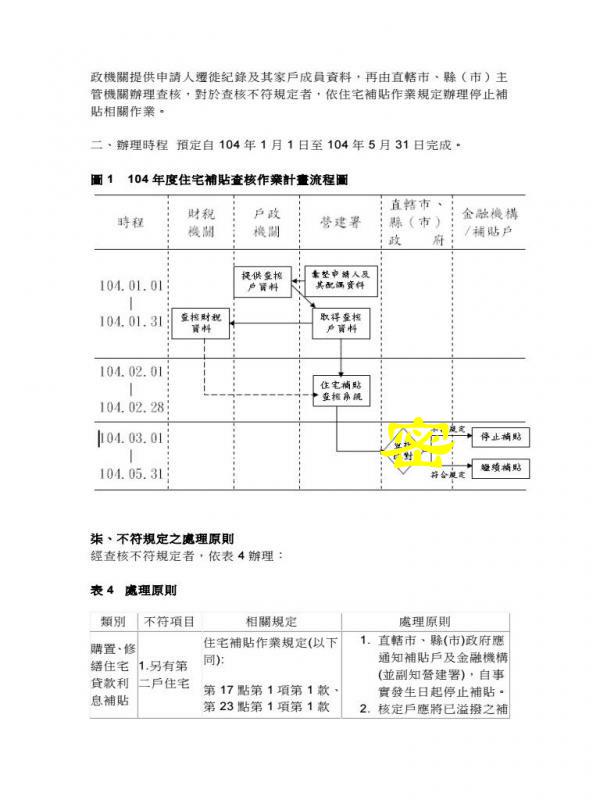 政機關提供申請人遷徙紀錄及其家戶成員資料，再由直轄市、縣（市）主
管機關辦理查核，對於查核不符規定者，依住宅補貼作業規定辦理停止補
貼相關作業。
二、辦理時程 預定自 104 年 1 月 1 日至 104 年 5 月 31 日完成。
圖 1 104 年度住宅補貼查核作業計畫流程圖
時程
財稅
機關
戶政
機關
營建署
直轄市、
縣（市）
政 府
金融機構
/補貼戶
104.01.01
|
104.01.31
提供查核
戶資料
彙整申請人及
其配偶資料
查核財稅
資料
取得查核
戶資料
104.02.01
|
104.02.28
住宅補貼
查核系統
104.03.01
|
104.05.31
密
規定
停止補貼
符合規定
繼續補貼
柒、不符規定之處理原則
經查核不符規定者，依表 4 辦理：
表 4 處理原則
類別
不符項目
相關規定
處理原則
購置、修
繕住宅
貸款利
息補貼
1.另有第
二戶住宅
住宅補貼作業規定(以下
同):
第 17 點第 1 項第 1 款、
第 23 點第 1 項第 1 款
1. 直轄市、縣(市)政府應
通知補貼戶及金融機構
(並副知營建署)，自事
實發生日起停止補貼。
2. 核定戶應將已溢撥之補